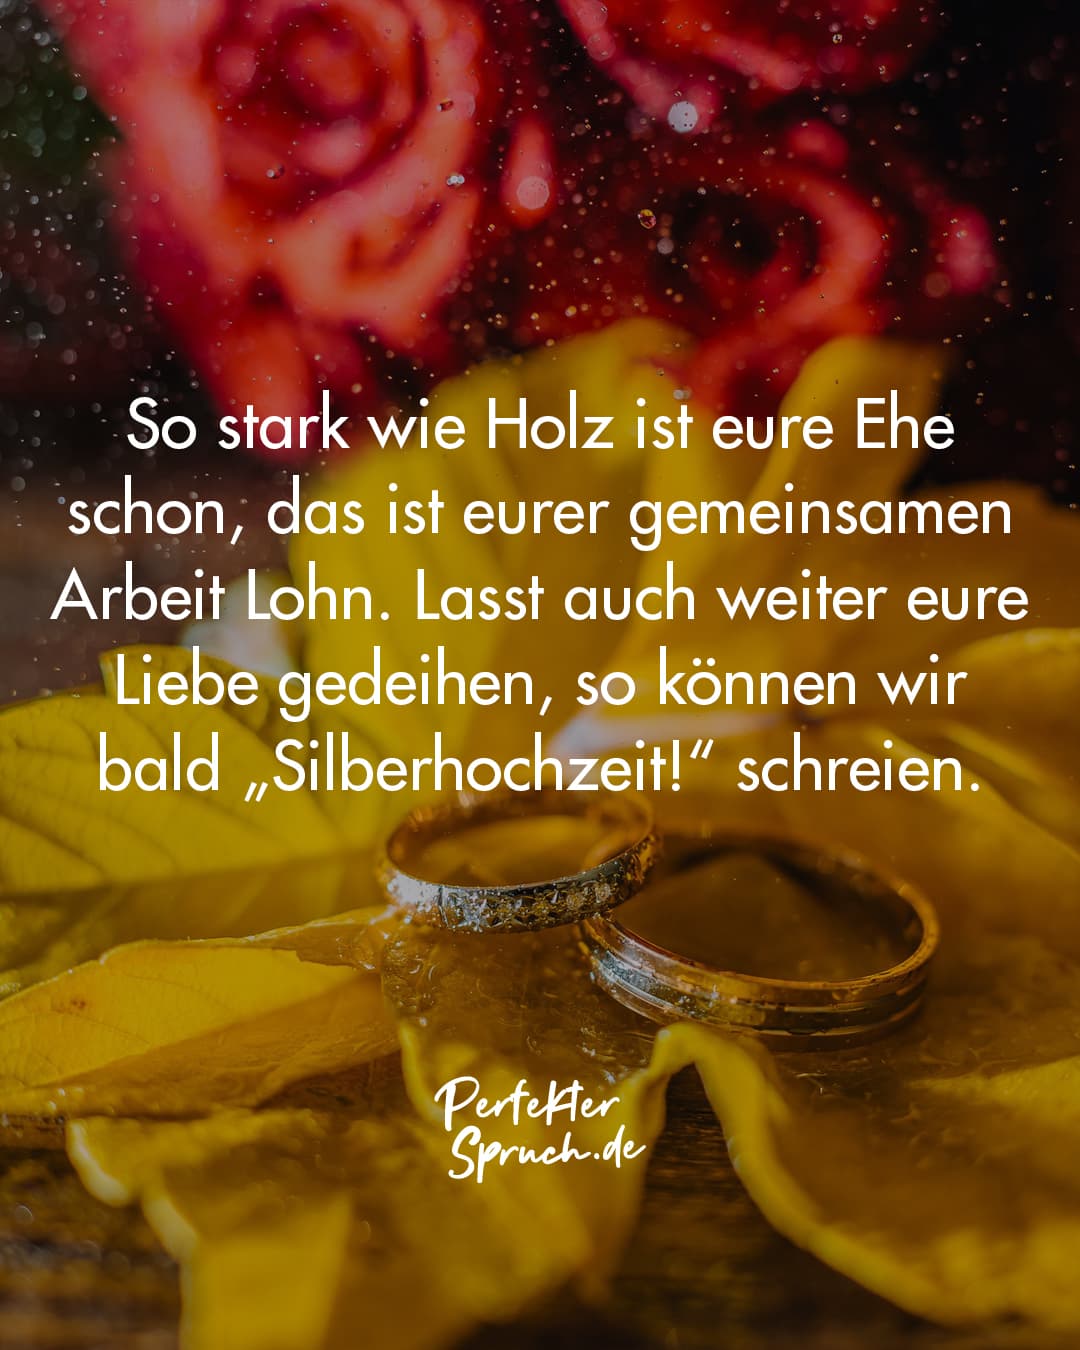 So stark wie Holz ist eure Ehe
schon, das ist eurer gemeinsamen
Arbeit Lohn. Lasst auch weiter eure
Liebe gedeihen, so können wir
bald „Silberhochzeit!“ schreien.
Perfekter
Spruch.de